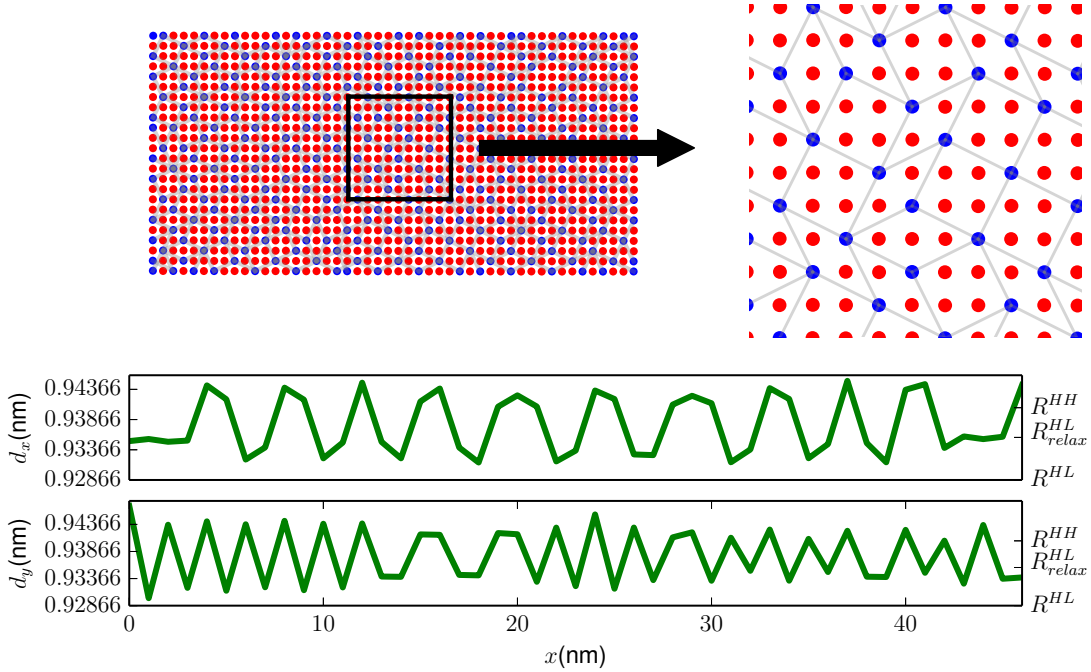 0.94366
0.93866
0.93366
0.92866
d_x(nm)
R^{HH}
R^{HL}_{relax}
R^{HL}
0.94366
0.93866
0.93366
0.92866
d_y(nm)
R^{HH}
R^{HL}_{relax}
R^{HL}
0 10 20 30 40
x(nm)